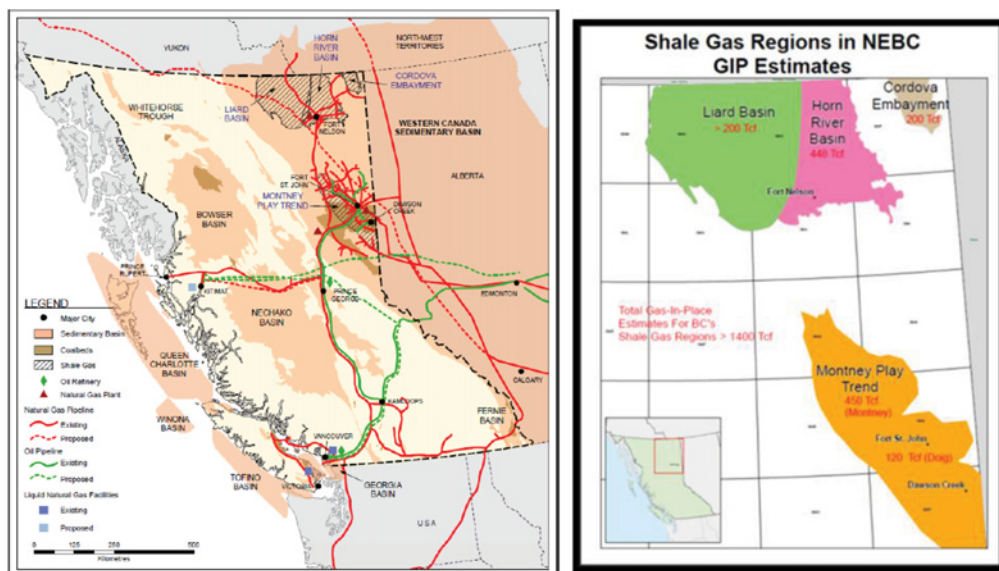 YUKON
HORN
RIVER
BASIN
NORTHWEST
TERRITORIES
CORDOVA
EMBAYMENT
WHITEHORSE
TROUGH
LIARD
BASIN
FORT
NELSON
WESTERN CANADA
SEDIMENTARY BASIN
ALASKA
FORT
ST. JOHN
ALBERTA
MONTNEY
PLAY TREND
DAWSON
CREEK
BOWSER
BASIN
PRINCE
RUPERT
KITIMAT
PRINCE
GEORGE
EDMONTON
NECHAKO
BASIN
QUEEN
CHARLOTTE
BASIN
CALGARY
KAMLOOPS
WINONA
BASIN
FERNIE
BASIN
VANCOUVER
TOFINO
BASIN
VICTORIA
GEORGIA
BASIN
USA
LEGEND
Major City
Sedimentary Basin
Coalbeds
Shale Gas
Oil Refinery
Natural Gas Plant
Natural Gas Pipeline
Existing
Proposed
Oil Pipeline
Existing
Proposed
Liquid Natural Gas Facilities
Existing
Proposed
0 125 250 500
Kilometres
Shale Gas Regions in NEBC
GIP Estimates
Liard Basin
> 200 Tcf
Horn
River
Basin
448 Tcf
Cordova
Embayment
200 Tcf
Fort Nelson
Total Gas-In-Place
Estimates For BC's
Shale Gas Regions > 1400 Tcf
Montney Play
Trend
450 Tcf
(Montney)
Fort St. John
120 Tcf (Doig)
Dawson Creek